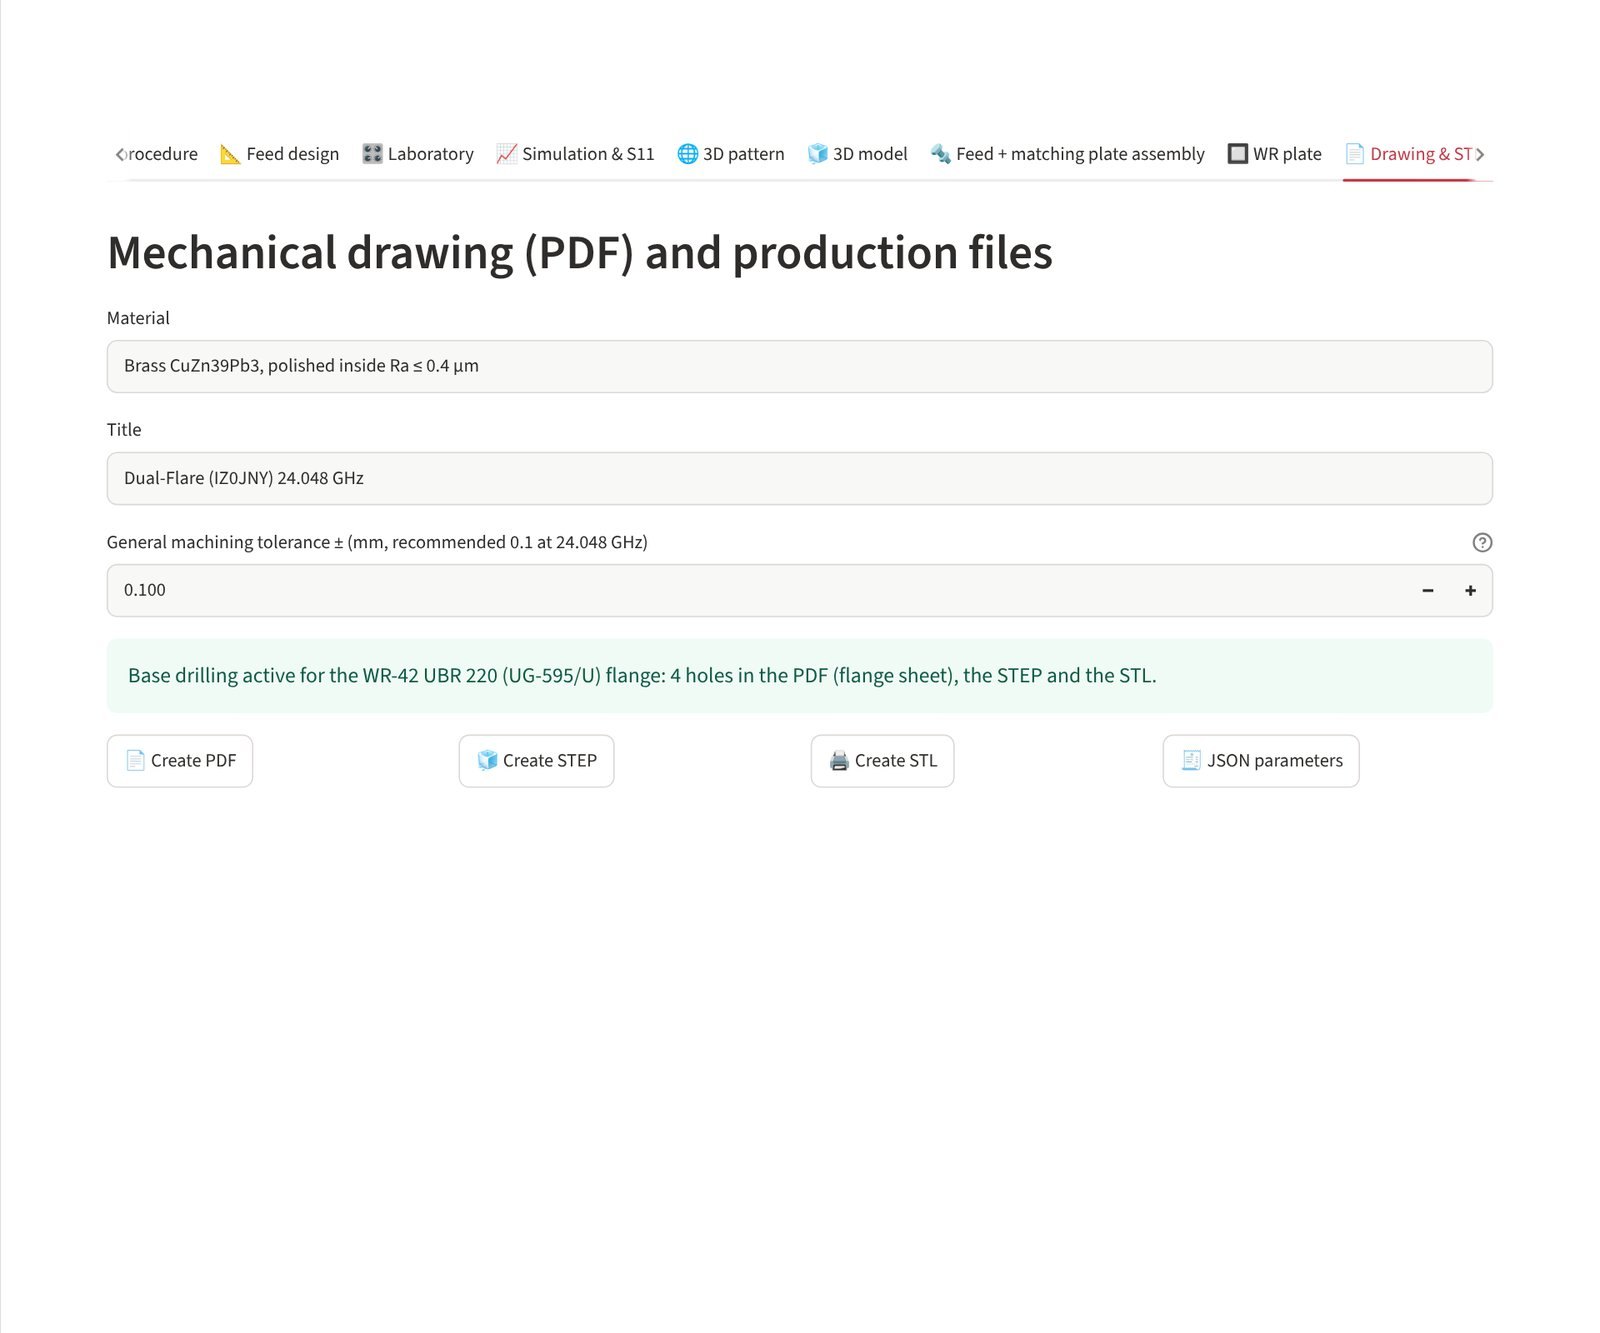 rocedure Feed design Laboratory Simulation & S11 3D pattern 3D model Feed + matching plate assembly WR plate Drawing & ST
Mechanical drawing (PDF) and production files
Material
Brass CuZn39Pb3, polished inside Ra ≤ 0.4 µm
Title
Dual-Flare (IZ0JNY) 24.048 GHz
General machining tolerance ± (mm, recommended 0.1 at 24.048 GHz)
0.100
Base drilling active for the WR-42 UBR 220 (UG-595/U) flange: 4 holes in the PDF (flange sheet), the STEP and the STL.
Create PDF Create STEP Create STL JSON parameters